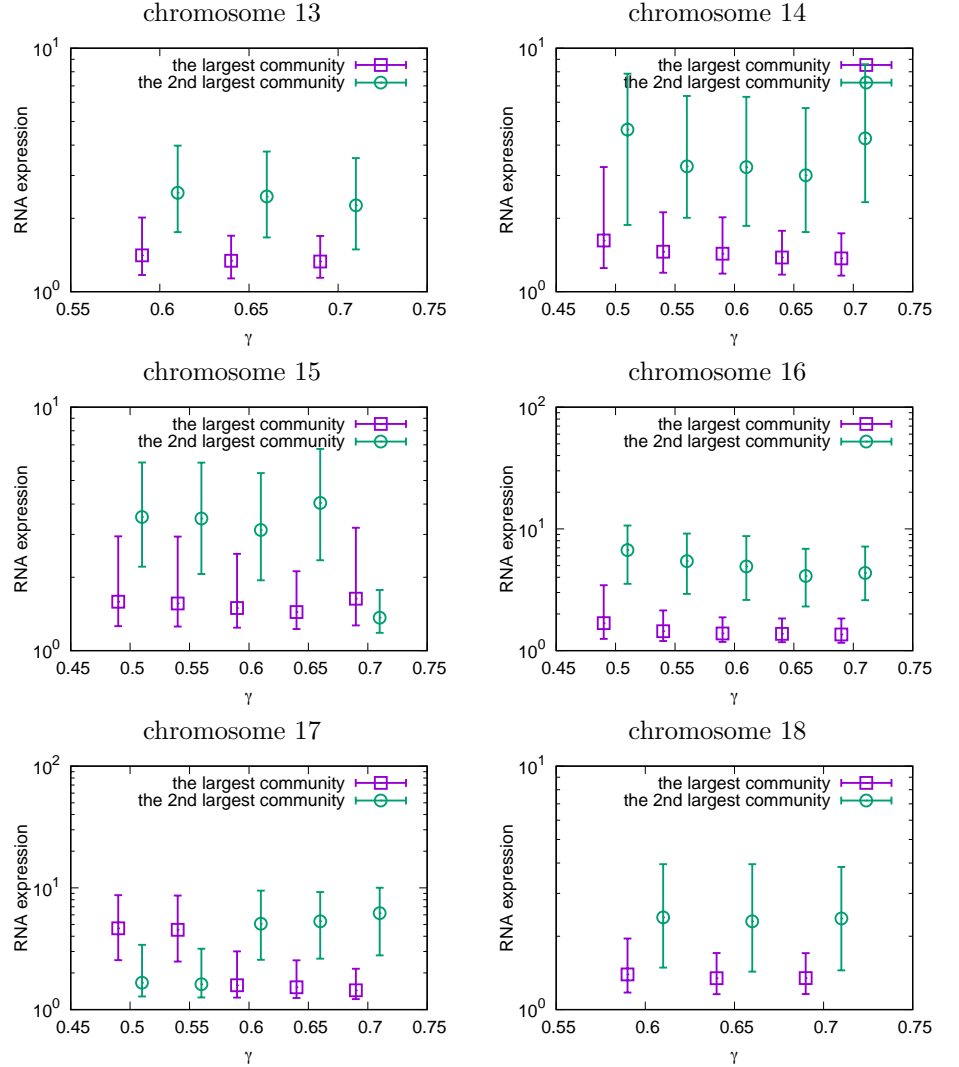 chromosome 13
10^1
the largest community
the 2nd largest community
RNA expression
10^0
0.55 0.6 0.65 0.7 0.75
γ
chromosome 14
10^1
the largest community
the 2nd largest community
RNA expression
10^0
0.45 0.5 0.55 0.6 0.65 0.7 0.75
γ
chromosome 15
10^1
the largest community
the 2nd largest community
RNA expression
10^0
0.45 0.5 0.55 0.6 0.65 0.7 0.75
γ
chromosome 16
10^2
the largest community
the 2nd largest community
RNA expression
10^1
10^0
0.45 0.5 0.55 0.6 0.65 0.7 0.75
γ
chromosome 17
10^2
the largest community
the 2nd largest community
RNA expression
10^1
10^0
0.45 0.5 0.55 0.6 0.65 0.7 0.75
γ
chromosome 18
10^1
the largest community
the 2nd largest community
RNA expression
10^0
0.55 0.6 0.65 0.7 0.75
γ